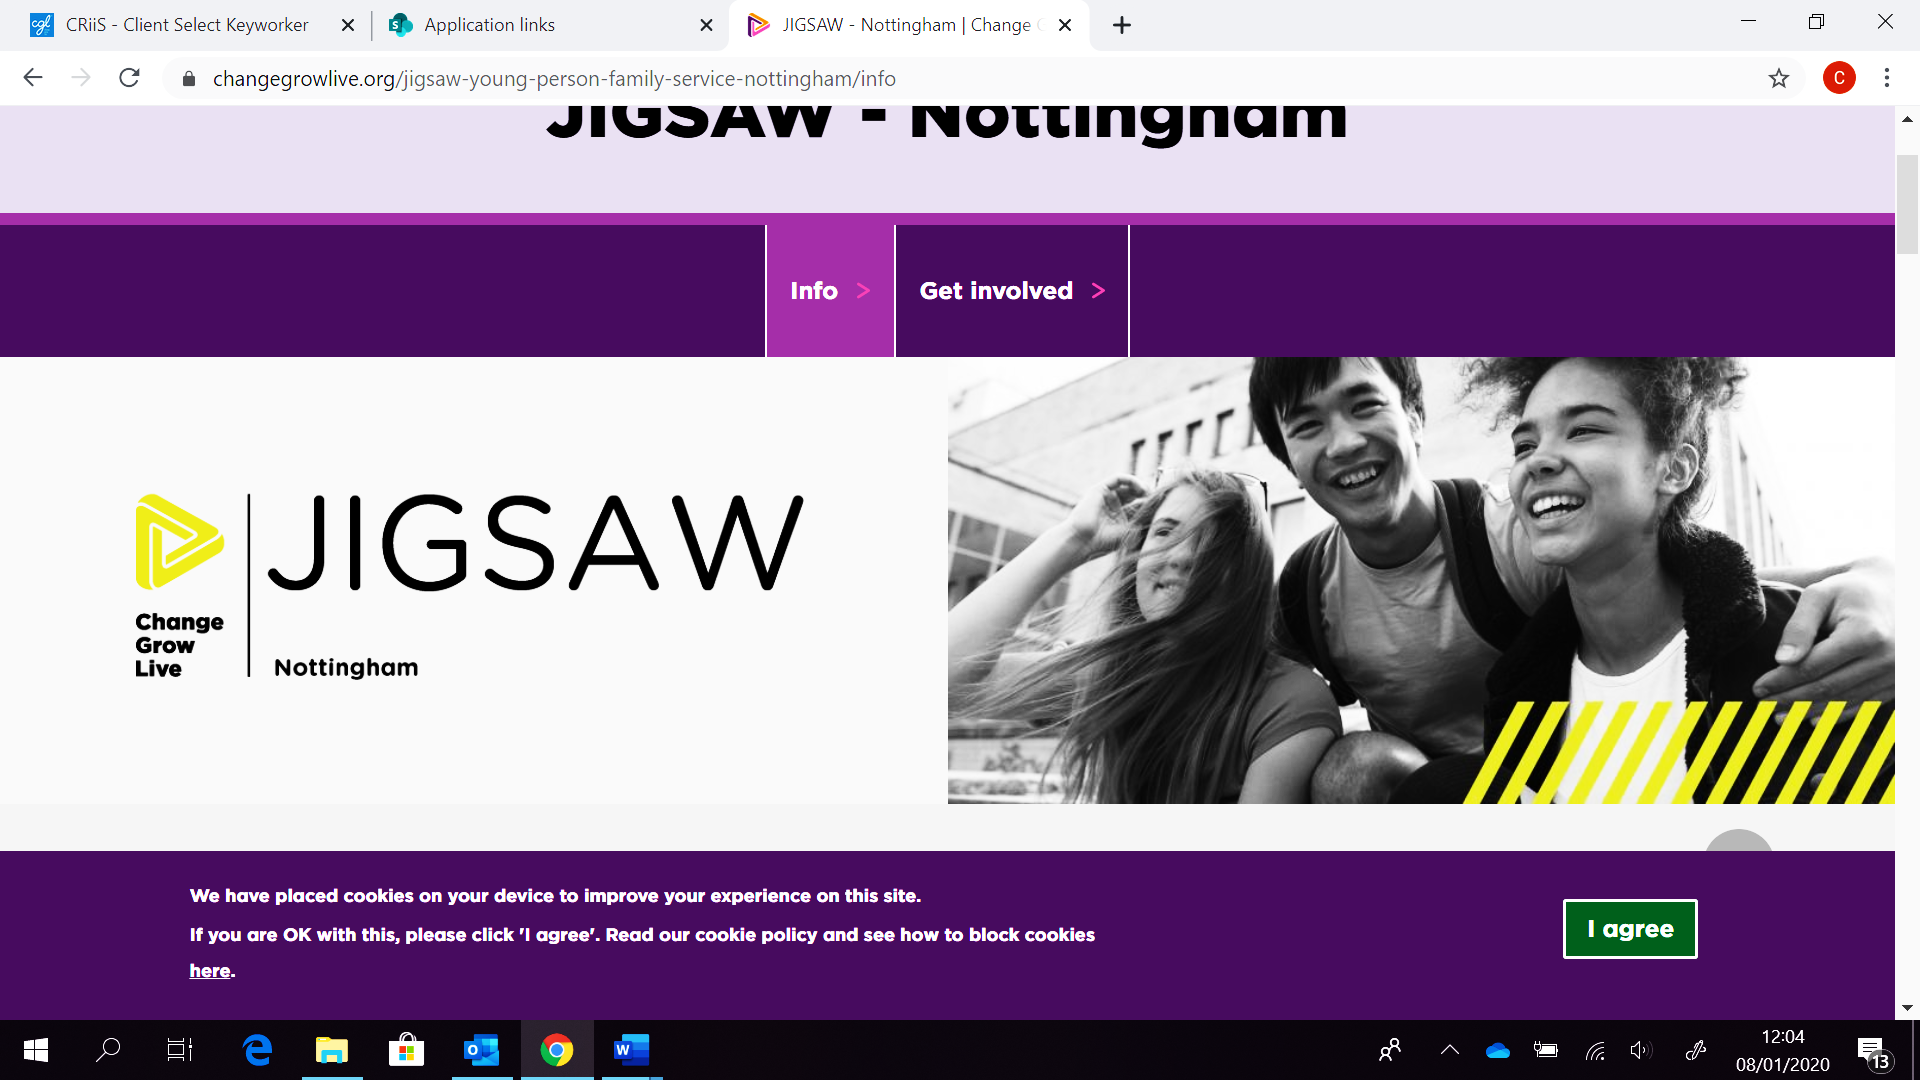 CRiiS - Client Select Keyworker
Application links
JIGSAW - Nottingham | Change
changegrowlive.org/jigsaw-young-person-family-service-nottingham/info
C
JIGSAW - Nottingham
Info >
Get involved >
JIGSAW
Change
Grow
Live
Nottingham
We have placed cookies on your device to improve your experience on this site.
If you are OK with this, please click 'I agree'. Read our cookie policy and see how to block cookies
here.
I agree
12:04
08/01/2020
13